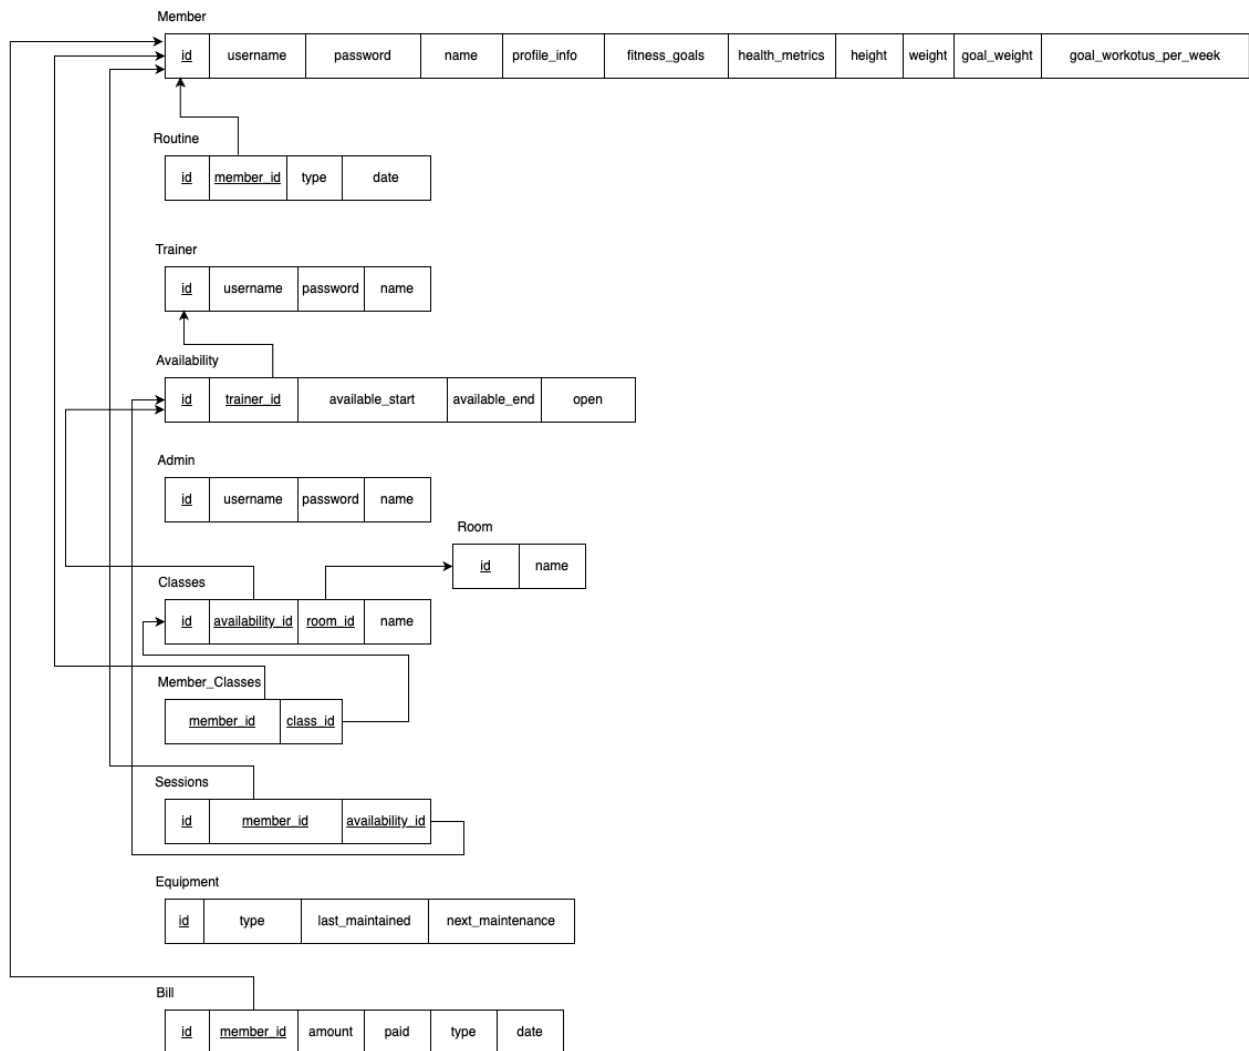 Member
id username password name profile_info fitness_goals health_metrics height weight goal_weight goal_workotus_per_week
Routine
id member_id type date
Trainer
id username password name
Availability
id trainer_id available_start available_end open
Admin
id username password name
Room
id name
Classes
id availability_id room_id name
Member_Classes
member_id class_id
Sessions
id member_id availability_id
Equipment
id type last_maintained next_maintenance
Bill
id member_id amount paid type date